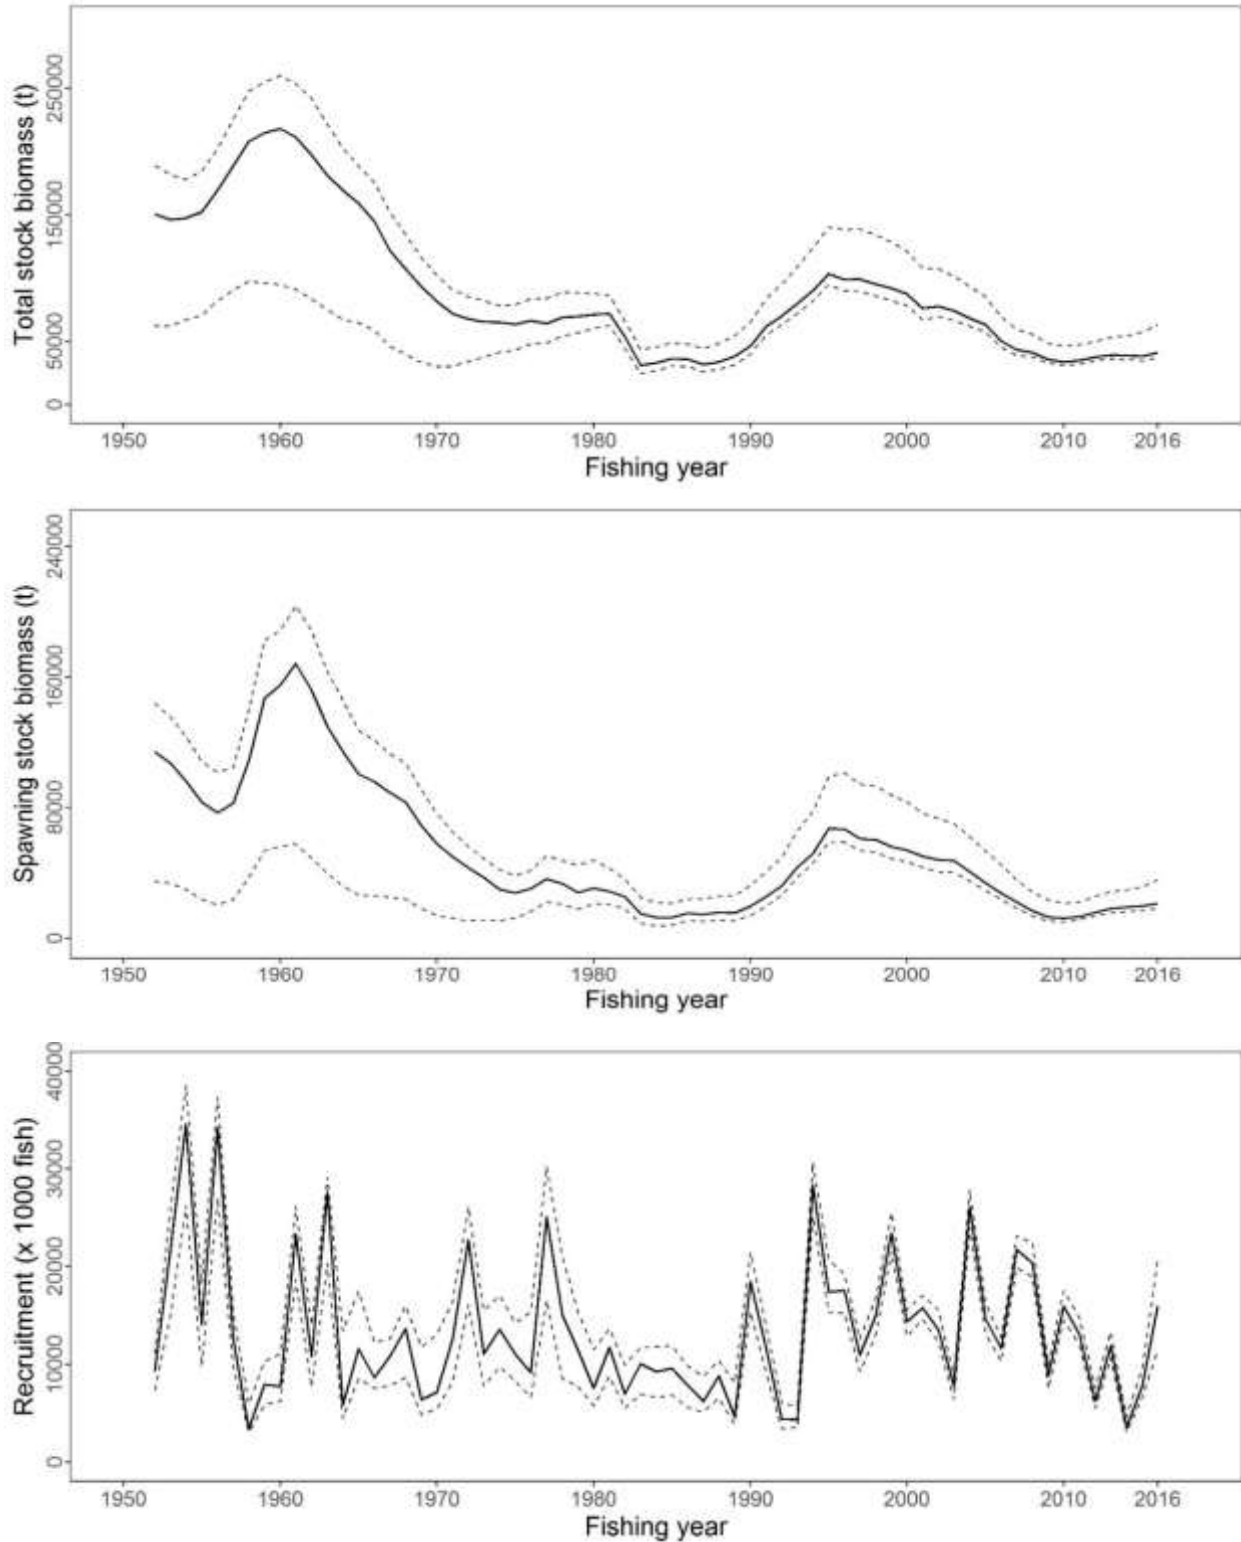 Total stock biomass (t)
250000
150000
50000
0
1950 1960 1970 1980 1990 2000 2010 2016
Fishing year
Spawning stock biomass (t)
240000
160000
80000
0
1950 1960 1970 1980 1990 2000 2010 2016
Fishing year
Recruitment (x 1000 fish)
40000
30000
20000
10000
0
1950 1960 1970 1980 1990 2000 2010 2016
Fishing year